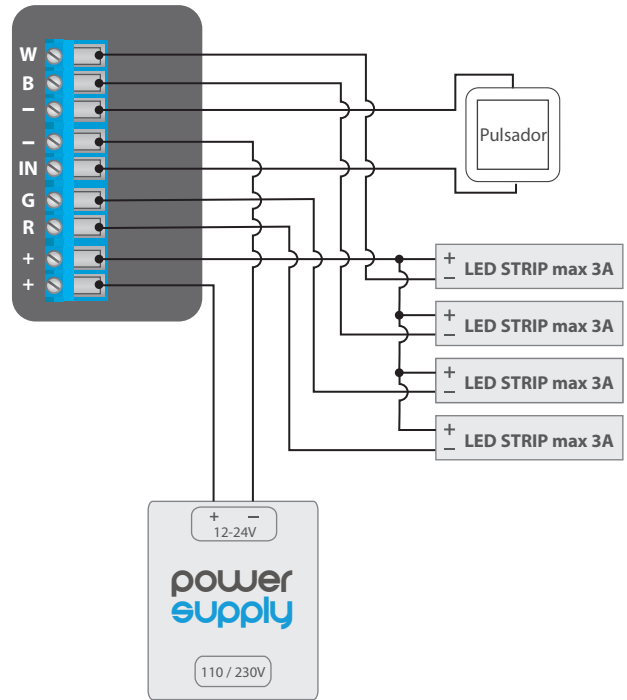 W
B
−
−
IN
G
R
+
+
Pulsador
+
− LED STRIP max 3A
+
− LED STRIP max 3A
+
− LED STRIP max 3A
+
− LED STRIP max 3A
+ −
12-24V
power
supply
110 / 230V